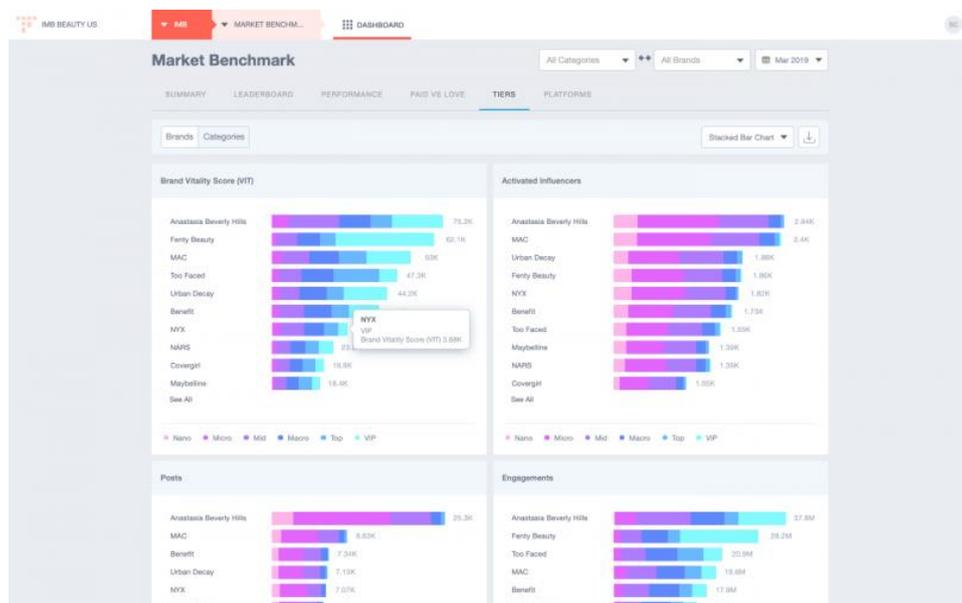 IMB BEAUTY US
IMB
MARKET BENCHM...
DASHBOARD
Market Benchmark
All Categories
All Brands
Mar 2019
SUMMARY LEADERBOARD PERFORMANCE PAID VS LOVE TIERS PLATFORMS
Brands Categories
Stacked Bar Chart
Brand Vitality Score (VIT)
Anastasia Beverly Hills 75.2K
Fenty Beauty 62.1K
MAC 53K
Too Faced 47.3K
Urban Decay 44.2K
Benefit
NYX
NARS
Covergirl 18.8K
Maybelline 18.4K
See All
NYX
VIP
Brand Vitality Score (VIT) 3.68K
Nano Micro Mid Macro Top VIP
Activated Influencers
Anastasia Beverly Hills 2.84K
MAC 2.4K
Urban Decay 1.88K
Fenty Beauty 1.86K
NYX 1.82K
Benefit 1.73K
Too Faced 1.55K
Maybelline 1.39K
NARS 1.39K
Covergirl 1.05K
See All
Nano Micro Mid Macro Top VIP
Posts
Anastasia Beverly Hills 25.3K
MAC
Benefit 7.34K
Urban Decay 7.19K
NYX 7.07K
Engagements
Anastasia Beverly Hills 37.8M
Fenty Beauty 28.2M
Too Faced 20.9M
MAC 19.6M
Benefit 17.9M